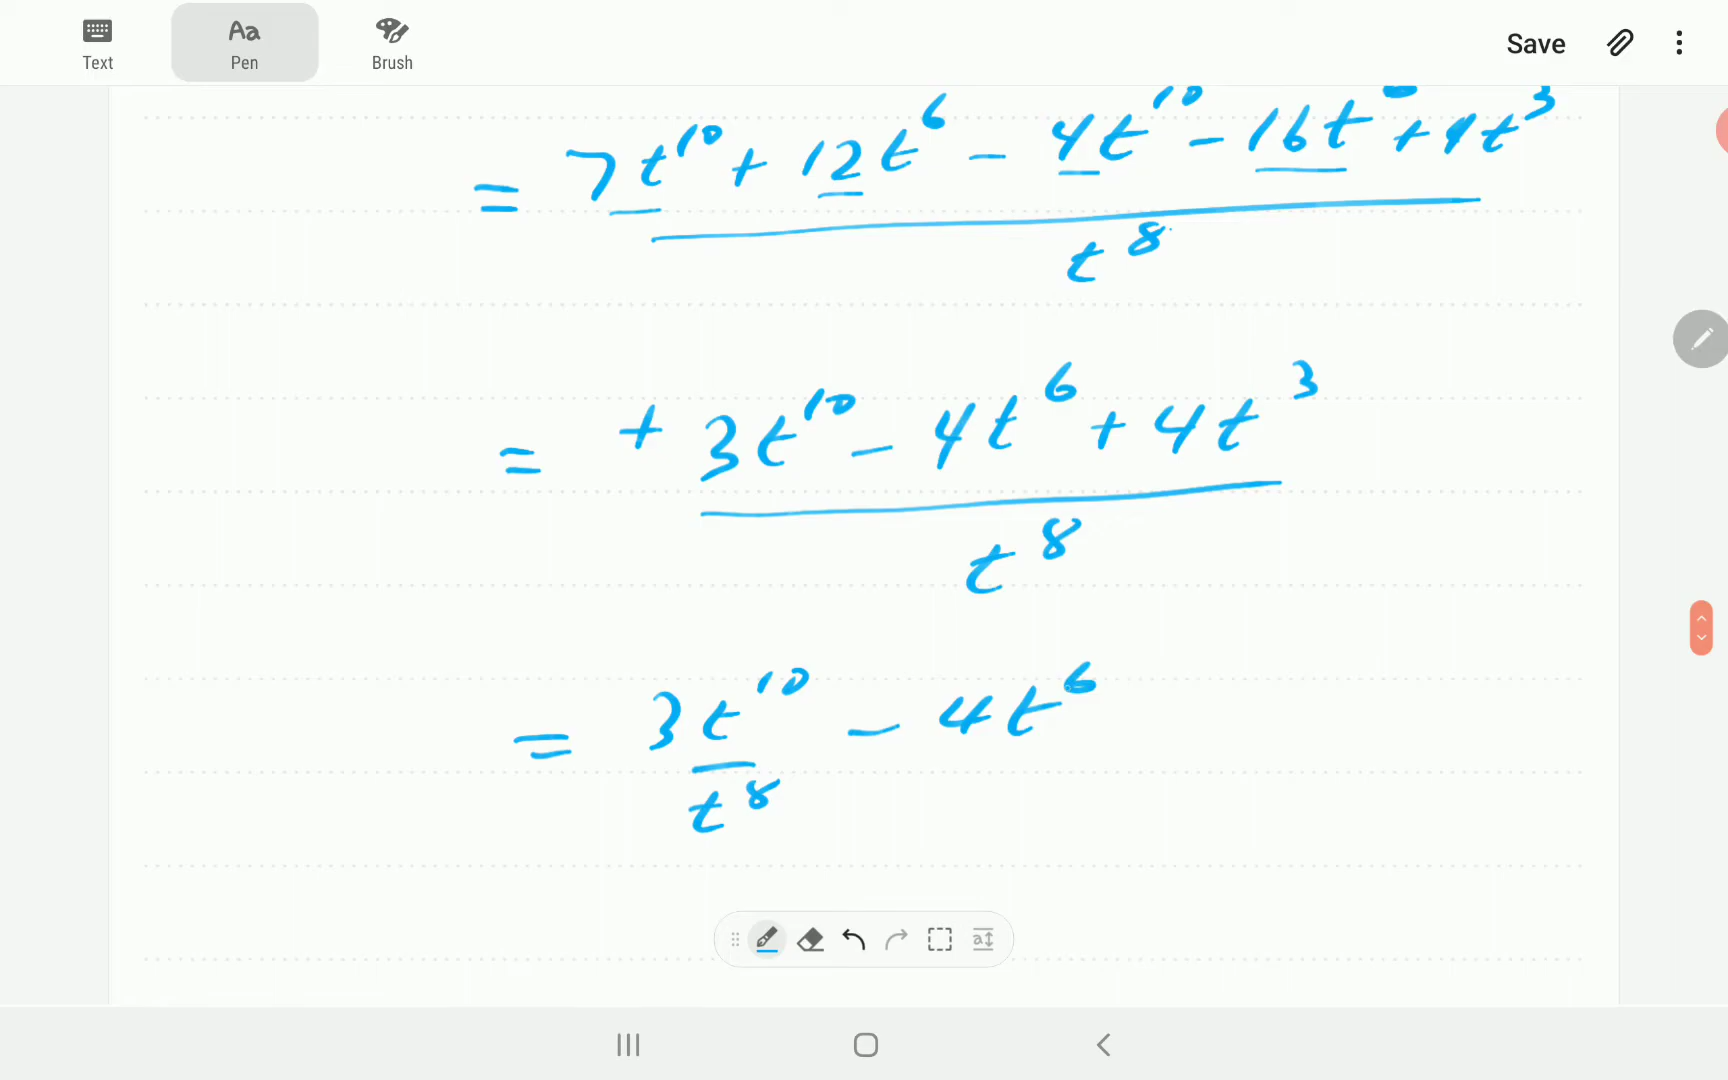 Text Aa Pen Brush Save
= 7t^10 + 12t^6 - 4t^10 - 16t + 4t^3
t^8
= + 3t^10 - 4t^6 + 4t^3
t^8
= 3t^10 - 4t^6
t^8